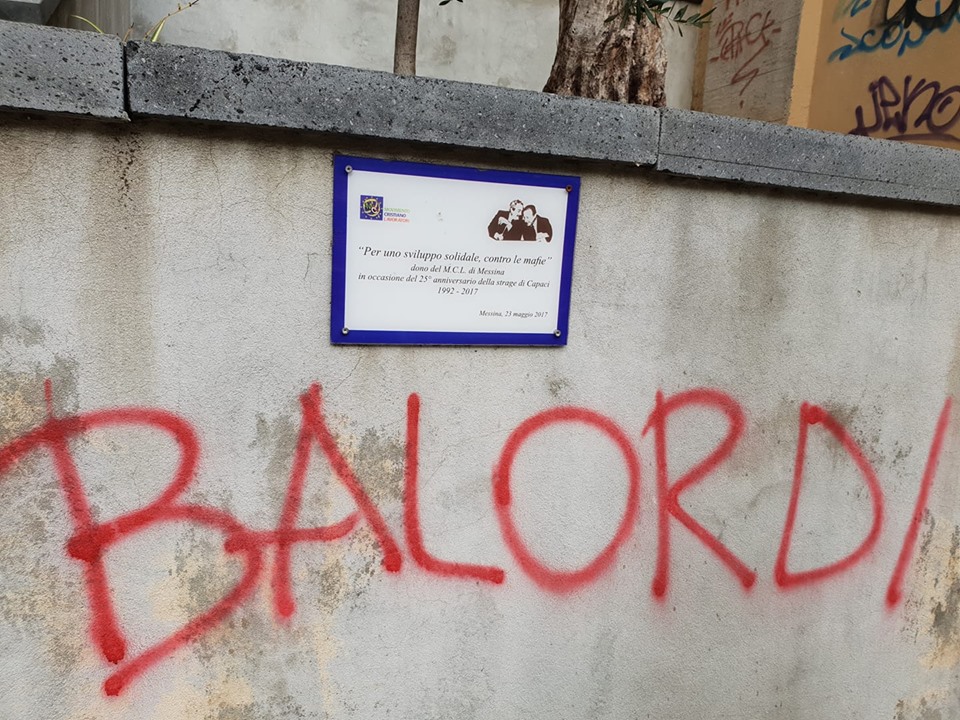 MOVIMENTO
CRISTIANO
LAVORATORI
“Per uno sviluppo solidale, contro le mafie”
dono del M.C.L. di Messina
in occasione del 25° anniversario della strage di Capaci
1992 - 2017
Messina, 23 maggio 2017
BALORDI